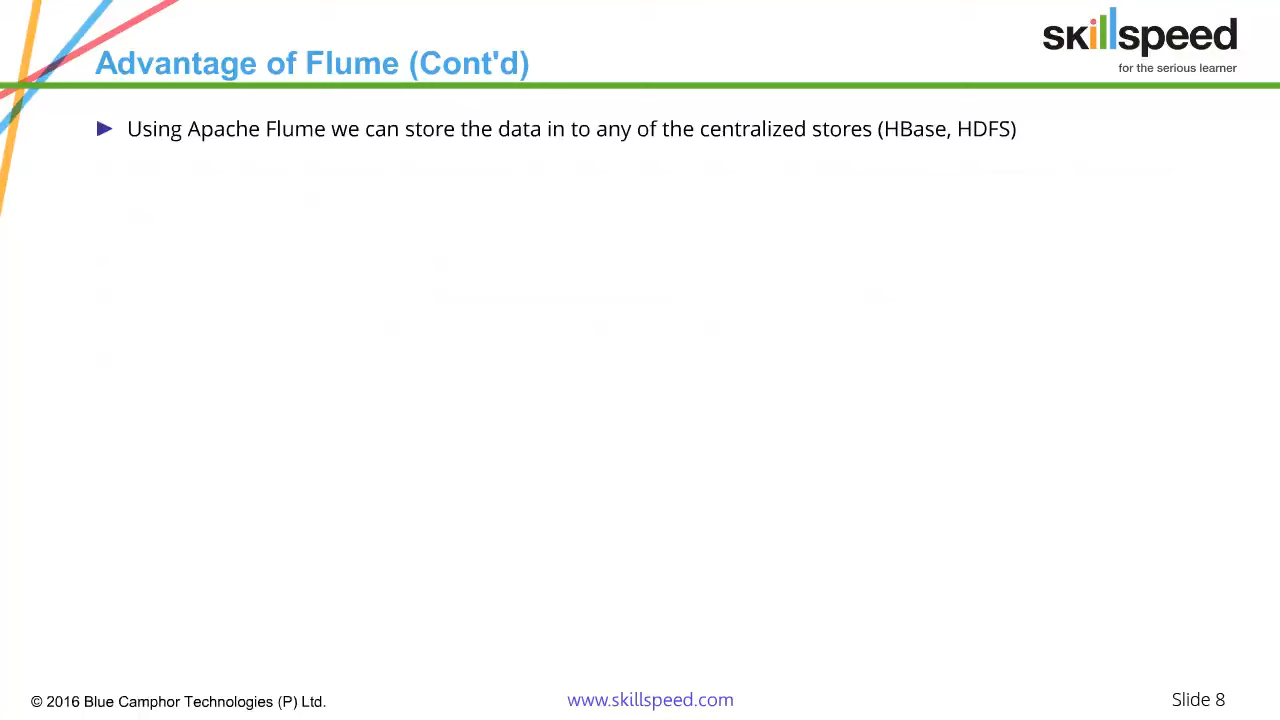 skillspeed
for the serious learner
Advantage of Flume (Cont'd)
► Using Apache Flume we can store the data in to any of the centralized stores (HBase, HDFS)
© 2016 Blue Camphor Technologies (P) Ltd.
www.skillspeed.com
Slide 8